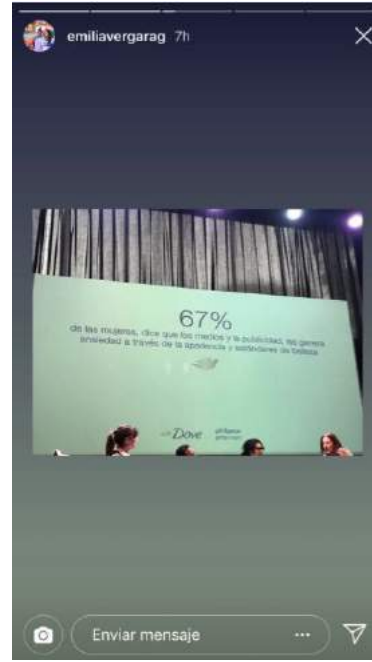 emiliavergarag 7h
67%
de las mujeres, dice que los medios y la publicidad, les genera
ansiedad a través de la apariencia y estándares de belleza
Dove
Enviar mensaje